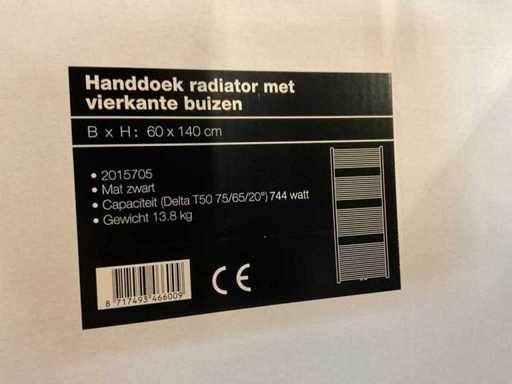 Handdoek radiator met
vierkante buizen
B x H: 60 x 140 cm
• 2015705
• Mat zwart
• Capaciteit (Delta T50 75/65/20°) 744 watt
• Gewicht 13.8 kg
8 717493 466009
CE